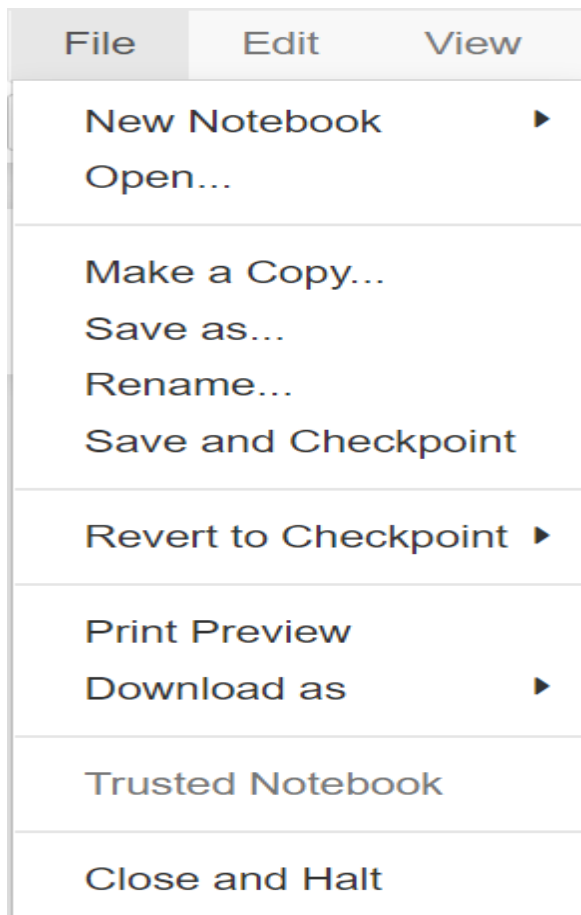 File Edit View
New Notebook
Open...
Make a Copy...
Save as...
Rename...
Save and Checkpoint
Revert to Checkpoint
Print Preview
Download as
Trusted Notebook
Close and Halt